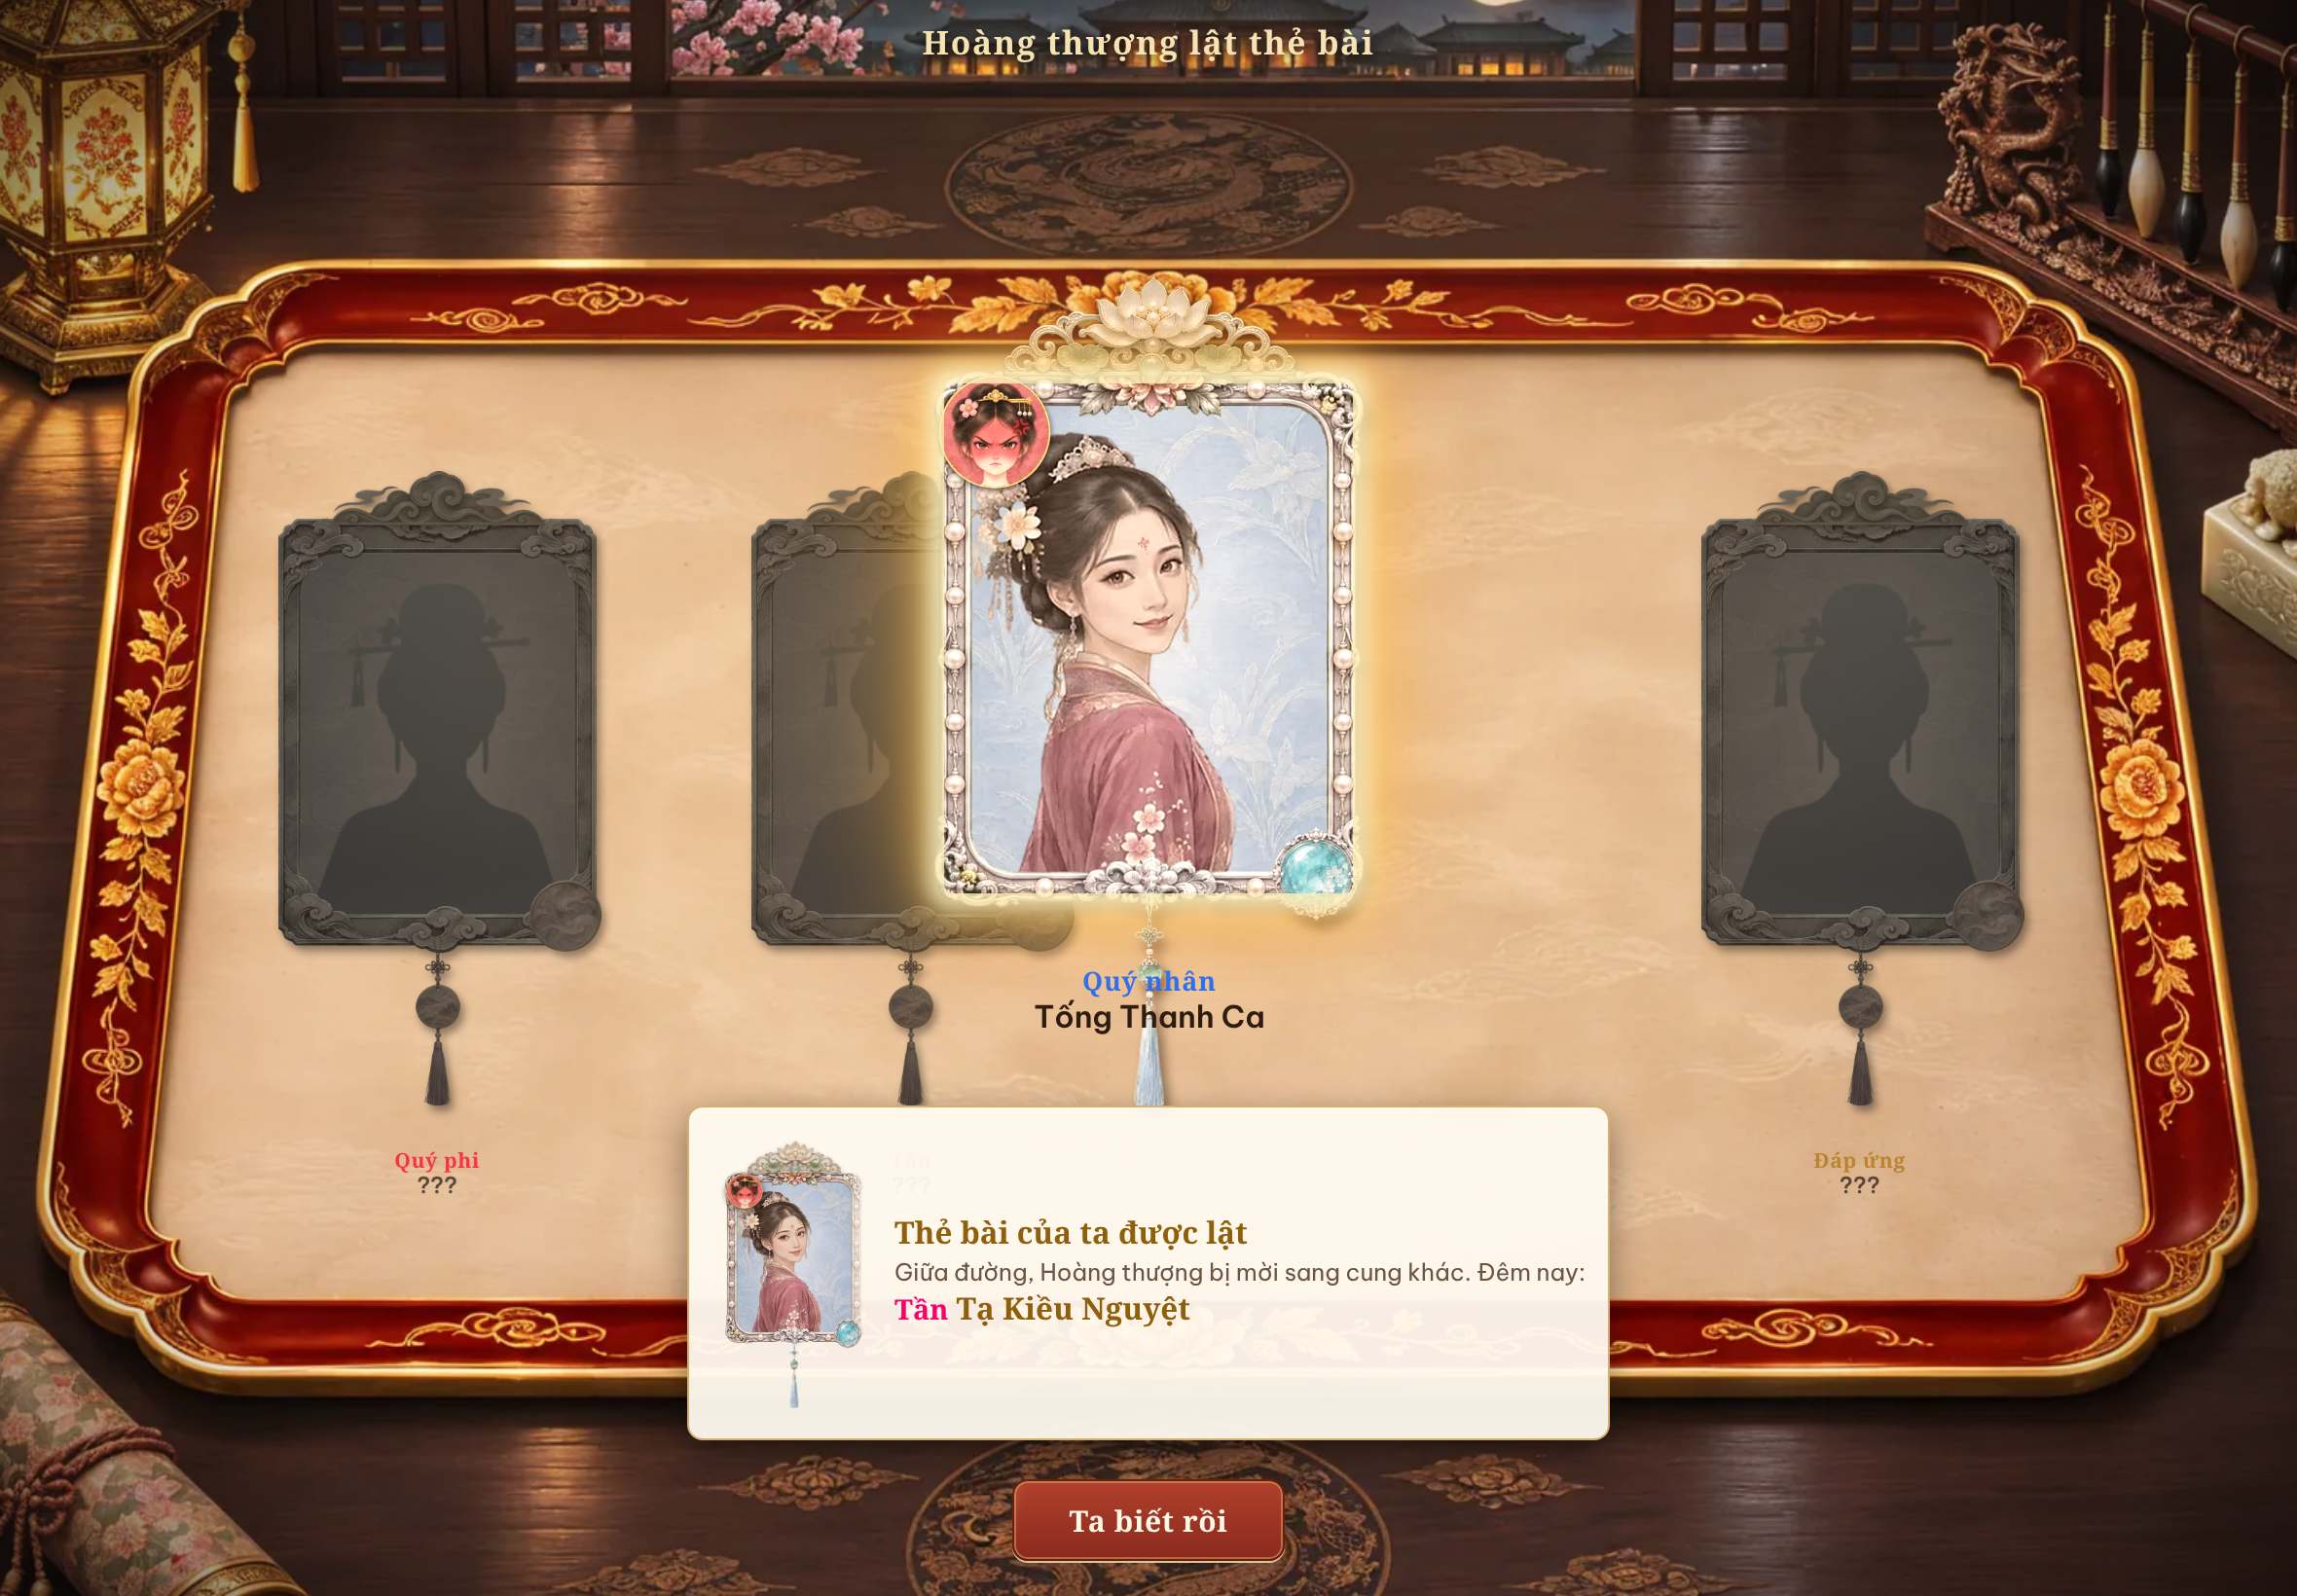 Hoàng thượng lật thẻ bài
Quý nhân
Tống Thanh Ca
Quý phi
???
Tần
???
Đáp ứng
???
Thẻ bài của ta được lật
Giữa đường, Hoàng thượng bị mời sang cung khác. Đêm nay:
Tần Tạ Kiều Nguyệt
Ta biết rồi